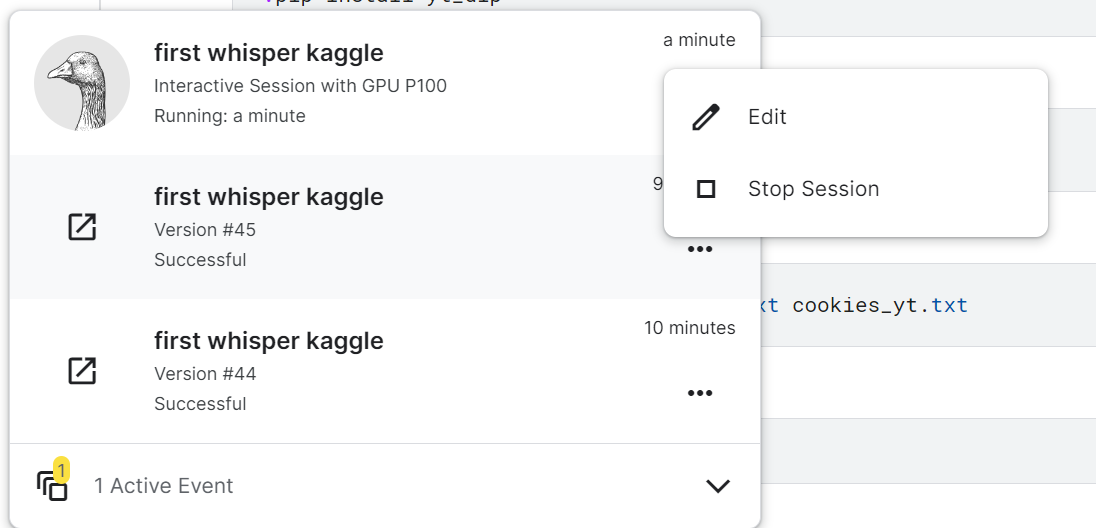 first whisper kaggle
a minute
Interactive Session with GPU P100
Running: a minute
Edit
Stop Session
first whisper kaggle
9
Version #45
Successful
xt cookies_yt.txt
first whisper kaggle
10 minutes
Version #44
Successful
1
1 Active Event